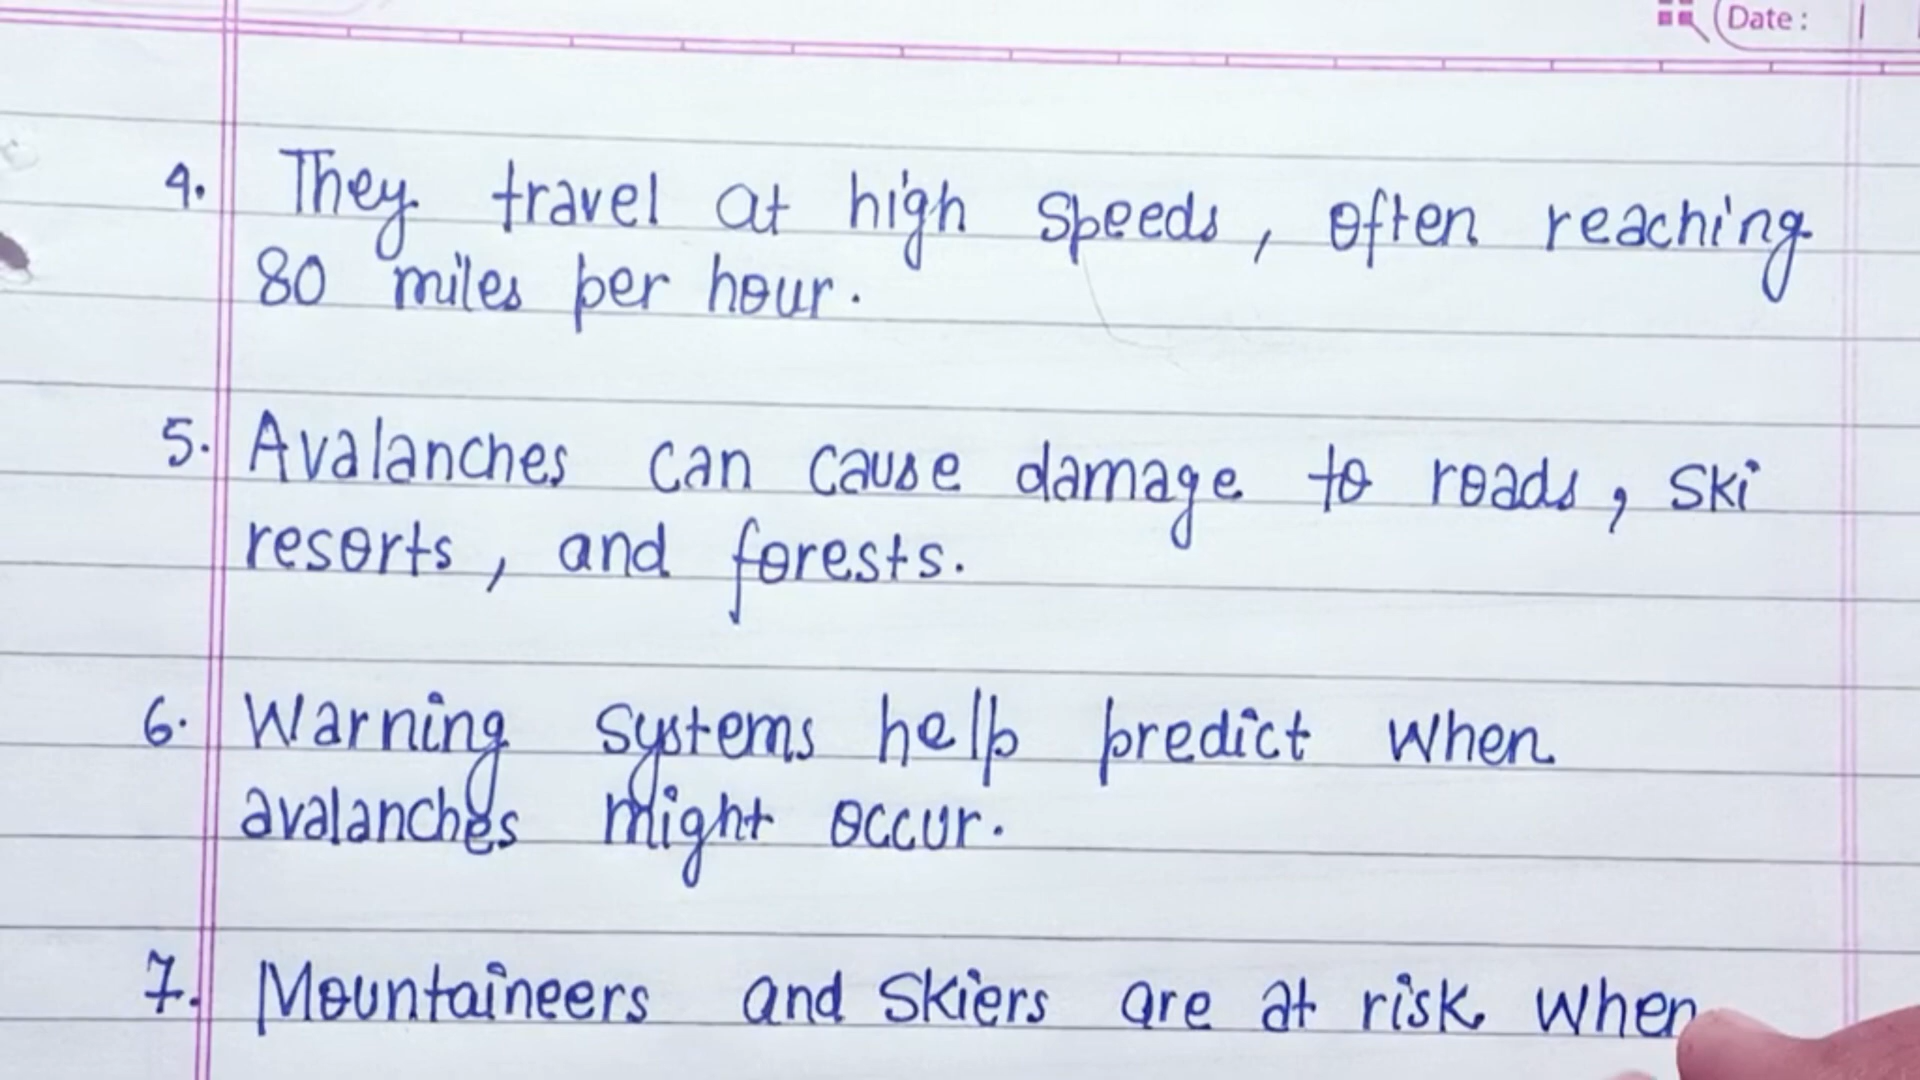 Date :
4. They travel at high speeds, often reaching
80 miles per hour.
5. Avalanches can cause damage to roads, ski
resorts, and forests.
6. Warning systems help predict when
avalanches might occur.
7. Mountaineers and skiers are at risk when